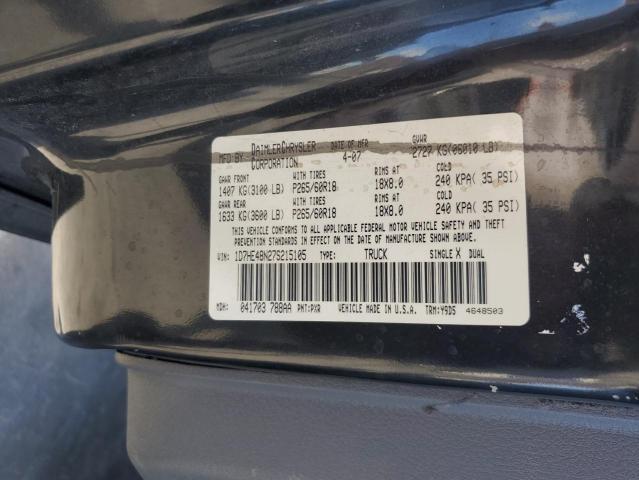 MFD BY: DAIMLERCHRYSLER CORPORATION DATE OF MFR 4-07 GVWR 2727 KG(06010 LB)
GAWR FRONT WITH TIRES RIMS AT COLD
1407 KG(3100 LB) P265/60R18 18X8.0 240 KPA( 35 PSI)
GAWR REAR WITH TIRES RIMS AT COLD
1633 KG(3600 LB) P265/60R18 18X8.0 240 KPA( 35 PSI)
THIS VEHICLE CONFORMS TO ALL APPLICABLE FEDERAL MOTOR VEHICLE SAFETY AND THEFT
PREVENTION STANDARDS IN EFFECT ON THE DATE OF MANUFACTURE SHOWN ABOVE.
VIN: 1D7HE48N27S215105 TYPE: TRUCK SINGLE X DUAL
MDH: 041703 788AA PNT:PXR VEHICLE MADE IN U.S.A. TRM:Y9D5 4648503